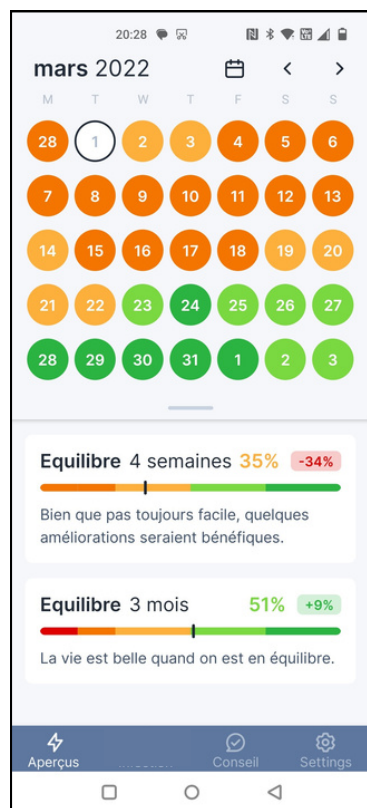 20:28
mars 2022
M T W T F S S
28 1 2 3 4 5 6
7 8 9 10 11 12 13
14 15 16 17 18 19 20
21 22 23 24 25 26 27
28 29 30 31 1 2 3
Equilibre 4 semaines 35% -34%
Bien que pas toujours facile, quelques
améliorations seraient bénéfiques.
Equilibre 3 mois 51% +9%
La vie est belle quand on est en équilibre.
Aperçus Conseil Settings